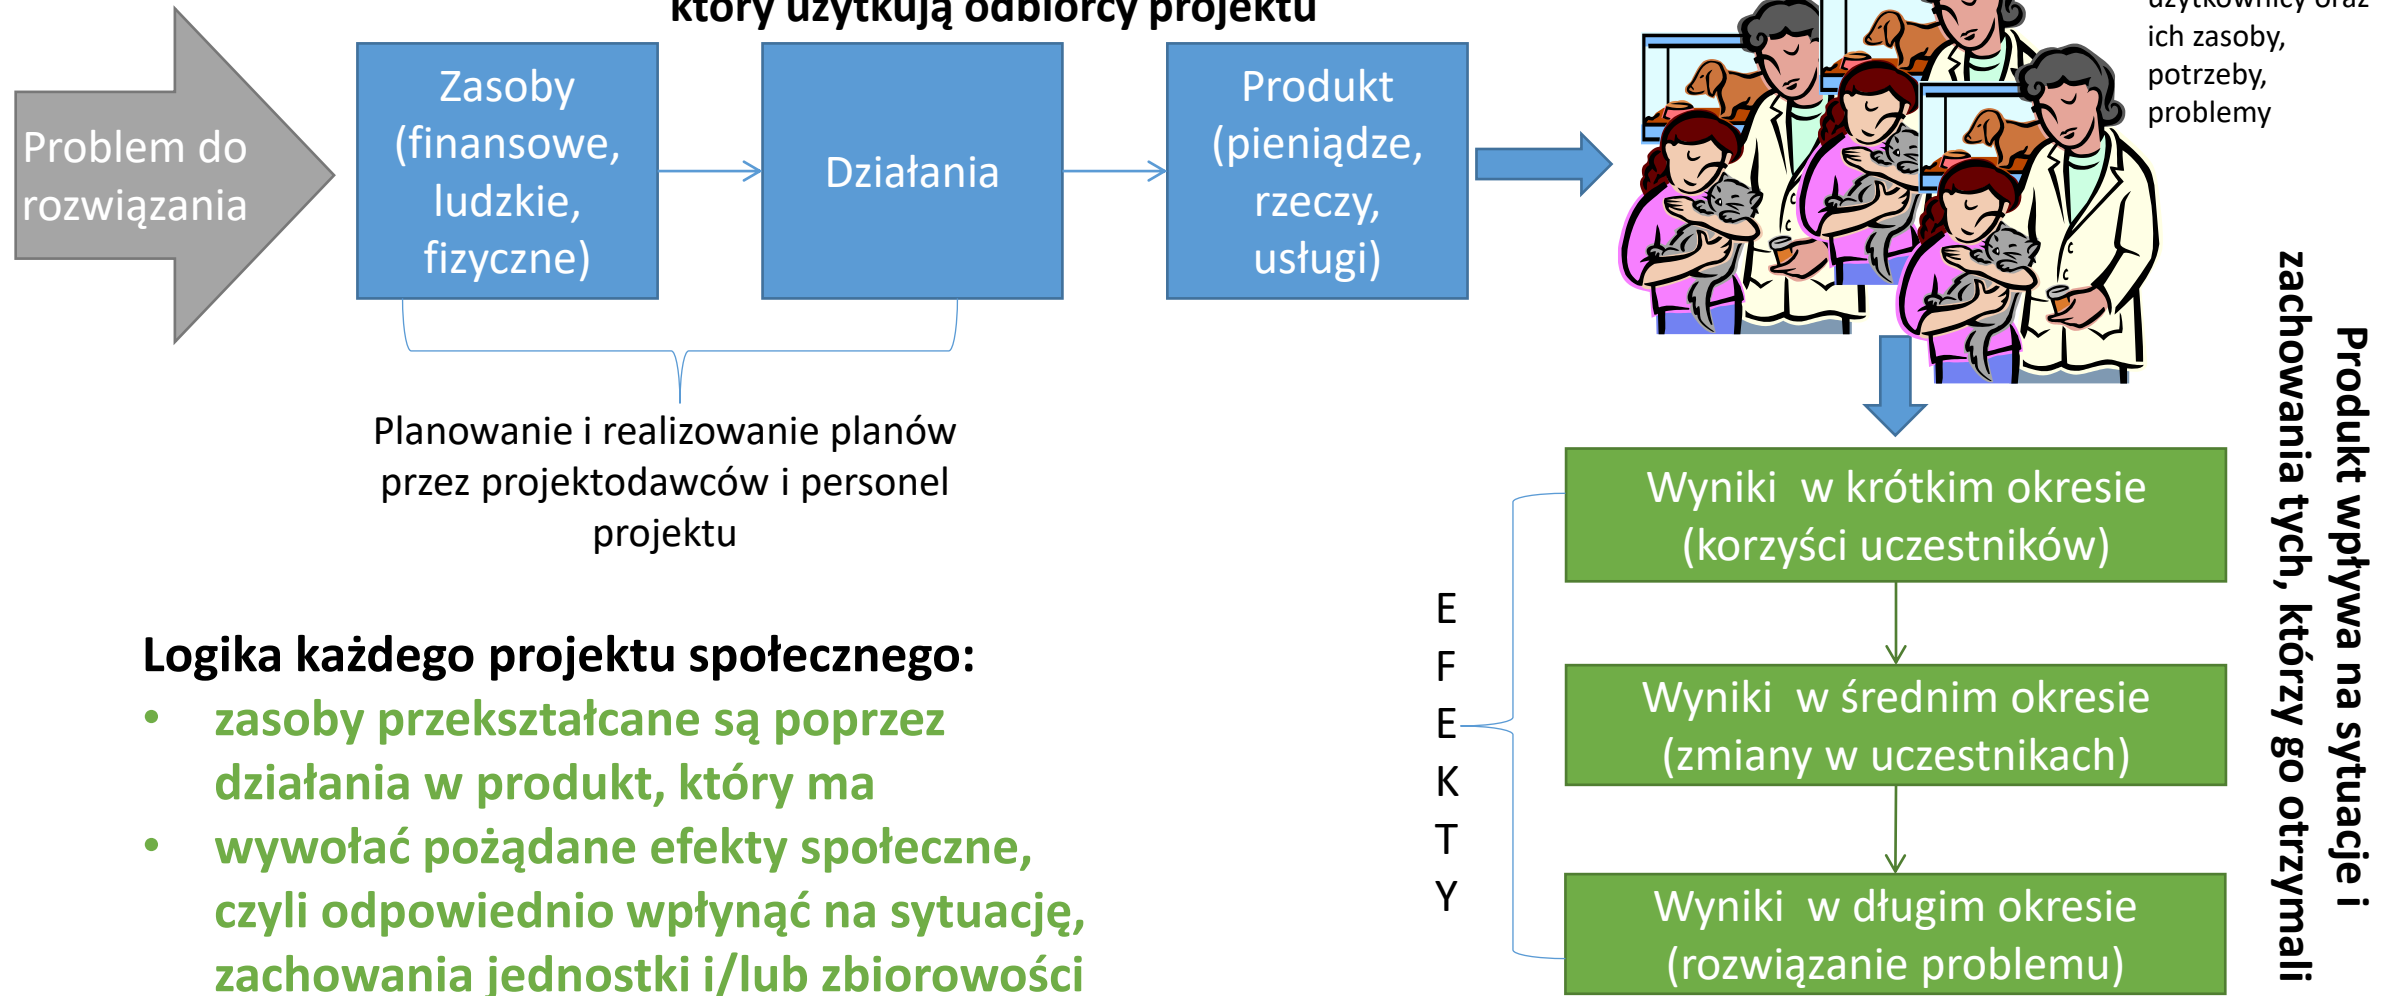 który użytkują odbiorcy projektu
użytkownicy oraz
ich zasoby,
potrzeby,
problemy
Problem do
rozwiązania
Zasoby
(finansowe,
ludzkie,
fizyczne)
Działania
Produkt
(pieniądze,
rzeczy,
usługi)
Planowanie i realizowanie planów
przez projektodawców i personel
projektu
Produkt wpływa na sytuacje i
zachowania tych, którzy go otrzymali
Logika każdego projektu społecznego:
• zasoby przekształcane są poprzez
działania w produkt, który ma
• wywołać pożądane efekty społeczne,
czyli odpowiednio wpłynąć na sytuację,
zachowania jednostki i/lub zbiorowości
E
F
E
K
T
Y
Wyniki w krótkim okresie
(korzyści uczestników)
Wyniki w średnim okresie
(zmiany w uczestnikach)
Wyniki w długim okresie
(rozwiązanie problemu)